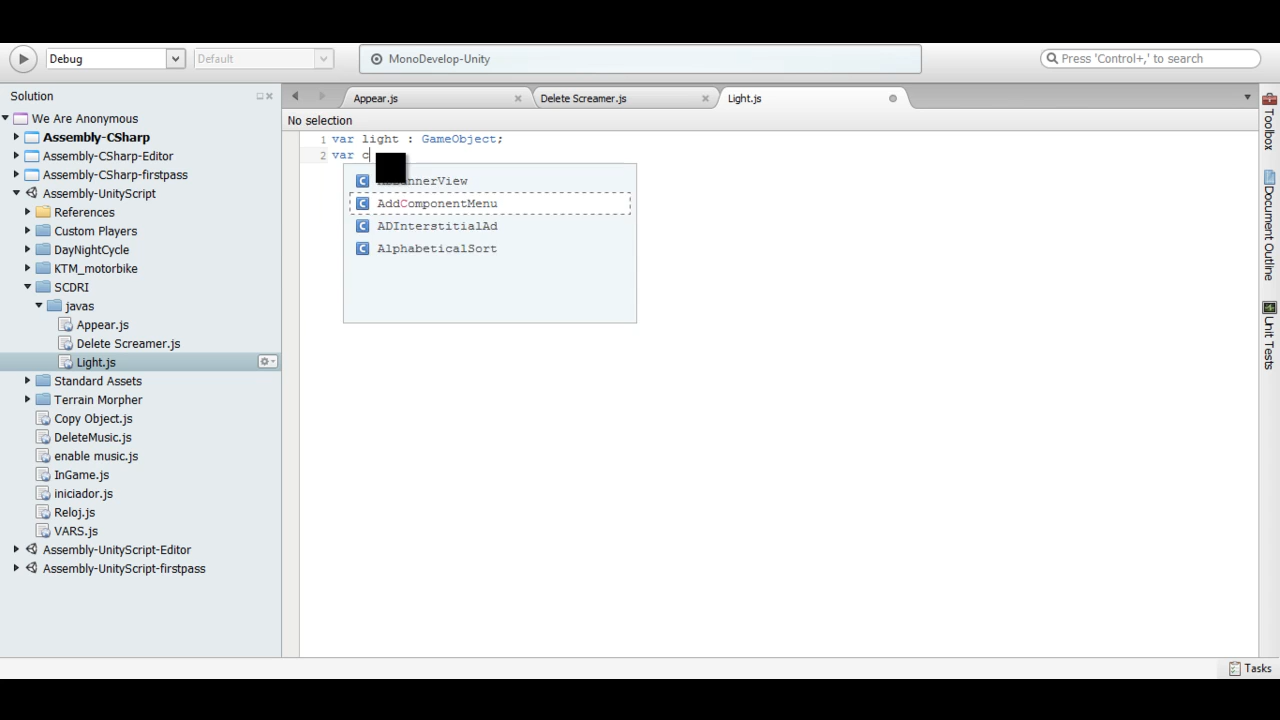 Debug
Default
MonoDevelop-Unity
Press 'Control+,' to search
Solution
Appear.js
Delete Screamer.js
Light.js
No selection
We Are Anonymous
Assembly-CSharp
Assembly-CSharp-Editor
Assembly-CSharp-firstpass
Assembly-UnityScript
References
Custom Players
DayNightCycle
KTM_motorbike
SCDRI
javas
Appear.js
Delete Screamer.js
Light.js
Standard Assets
Terrain Morpher
Copy Object.js
DeleteMusic.js
enable music.js
InGame.js
iniciador.js
Reloj.js
VARS.js
Assembly-UnityScript-Editor
Assembly-UnityScript-firstpass
1 var light : GameObject;
2 var c
C
C AddComponentMenu
C ADInterstitialAd
C AlphabeticalSort
Toolbox
Document Outline
Unit Tests
Tasks